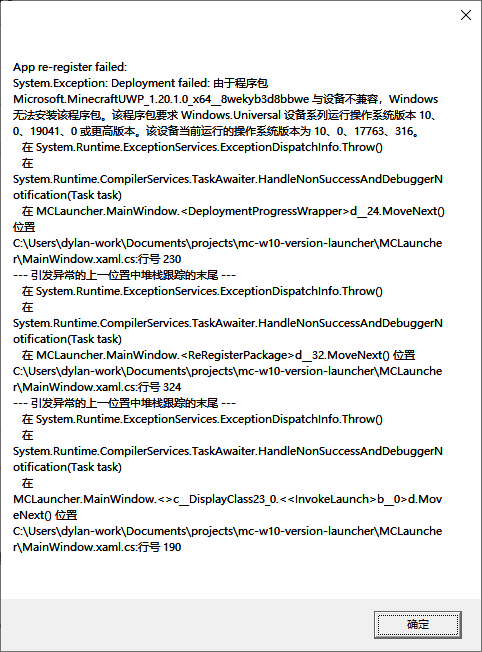 App re-register failed:
System.Exception: Deployment failed: 由于程序包
Microsoft.MinecraftUWP_1.20.1.0_x64__8wekyb3d8bbwe 与设备不兼容，Windows
无法安装该程序包。该程序包要求 Windows.Universal 设备系列运行操作系统版本 10、
0、19041、0 或更高版本。该设备当前运行的操作系统版本为 10、0、17763、316。
在 System.Runtime.ExceptionServices.ExceptionDispatchInfo.Throw()
在
System.Runtime.CompilerServices.TaskAwaiter.HandleNonSuccessAndDebuggerN
otification(Task task)
在 MCLauncher.MainWindow.<DeploymentProgressWrapper>d__24.MoveNext()
位置
C:\Users\dylan-work\Documents\projects\mc-w10-version-launcher\MCLaunche
r\MainWindow.xaml.cs:行号 230
--- 引发异常的上一位置中堆栈跟踪的末尾 ---
在 System.Runtime.ExceptionServices.ExceptionDispatchInfo.Throw()
在
System.Runtime.CompilerServices.TaskAwaiter.HandleNonSuccessAndDebuggerN
otification(Task task)
在 MCLauncher.MainWindow.<ReRegisterPackage>d__32.MoveNext() 位置
C:\Users\dylan-work\Documents\projects\mc-w10-version-launcher\MCLaunche
r\MainWindow.xaml.cs:行号 324
--- 引发异常的上一位置中堆栈跟踪的末尾 ---
在 System.Runtime.ExceptionServices.ExceptionDispatchInfo.Throw()
在
System.Runtime.CompilerServices.TaskAwaiter.HandleNonSuccessAndDebuggerN
otification(Task task)
在
MCLauncher.MainWindow.<>c__DisplayClass23_0.<<InvokeLaunch>b__0>d.Mov
eNext() 位置
C:\Users\dylan-work\Documents\projects\mc-w10-version-launcher\MCLaunche
r\MainWindow.xaml.cs:行号 190
确定